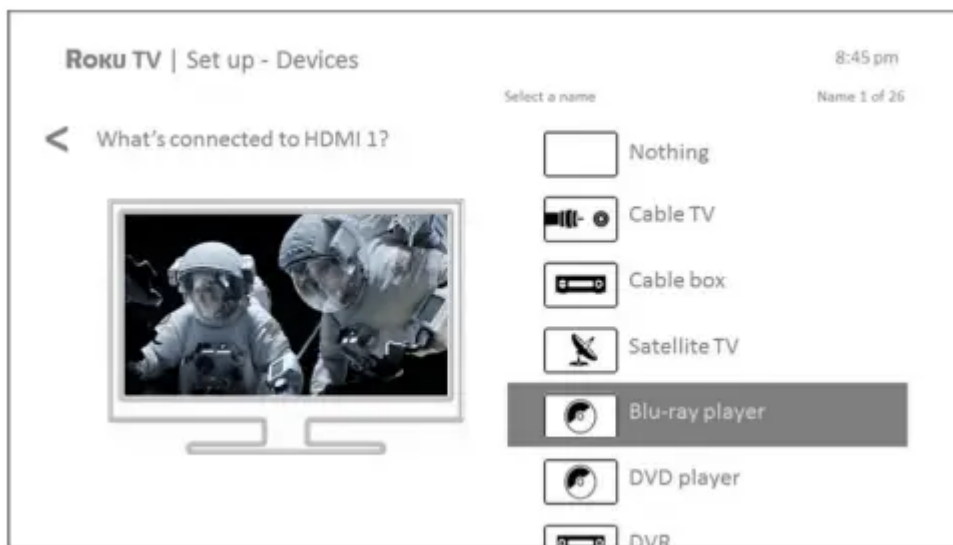 ROKU TV | Set up - Devices
8:45 pm
Select a name
Name 1 of 26
< What's connected to HDMI 1?
Nothing
Cable TV
Cable box
Satellite TV
Blu-ray player
DVD player
DVR